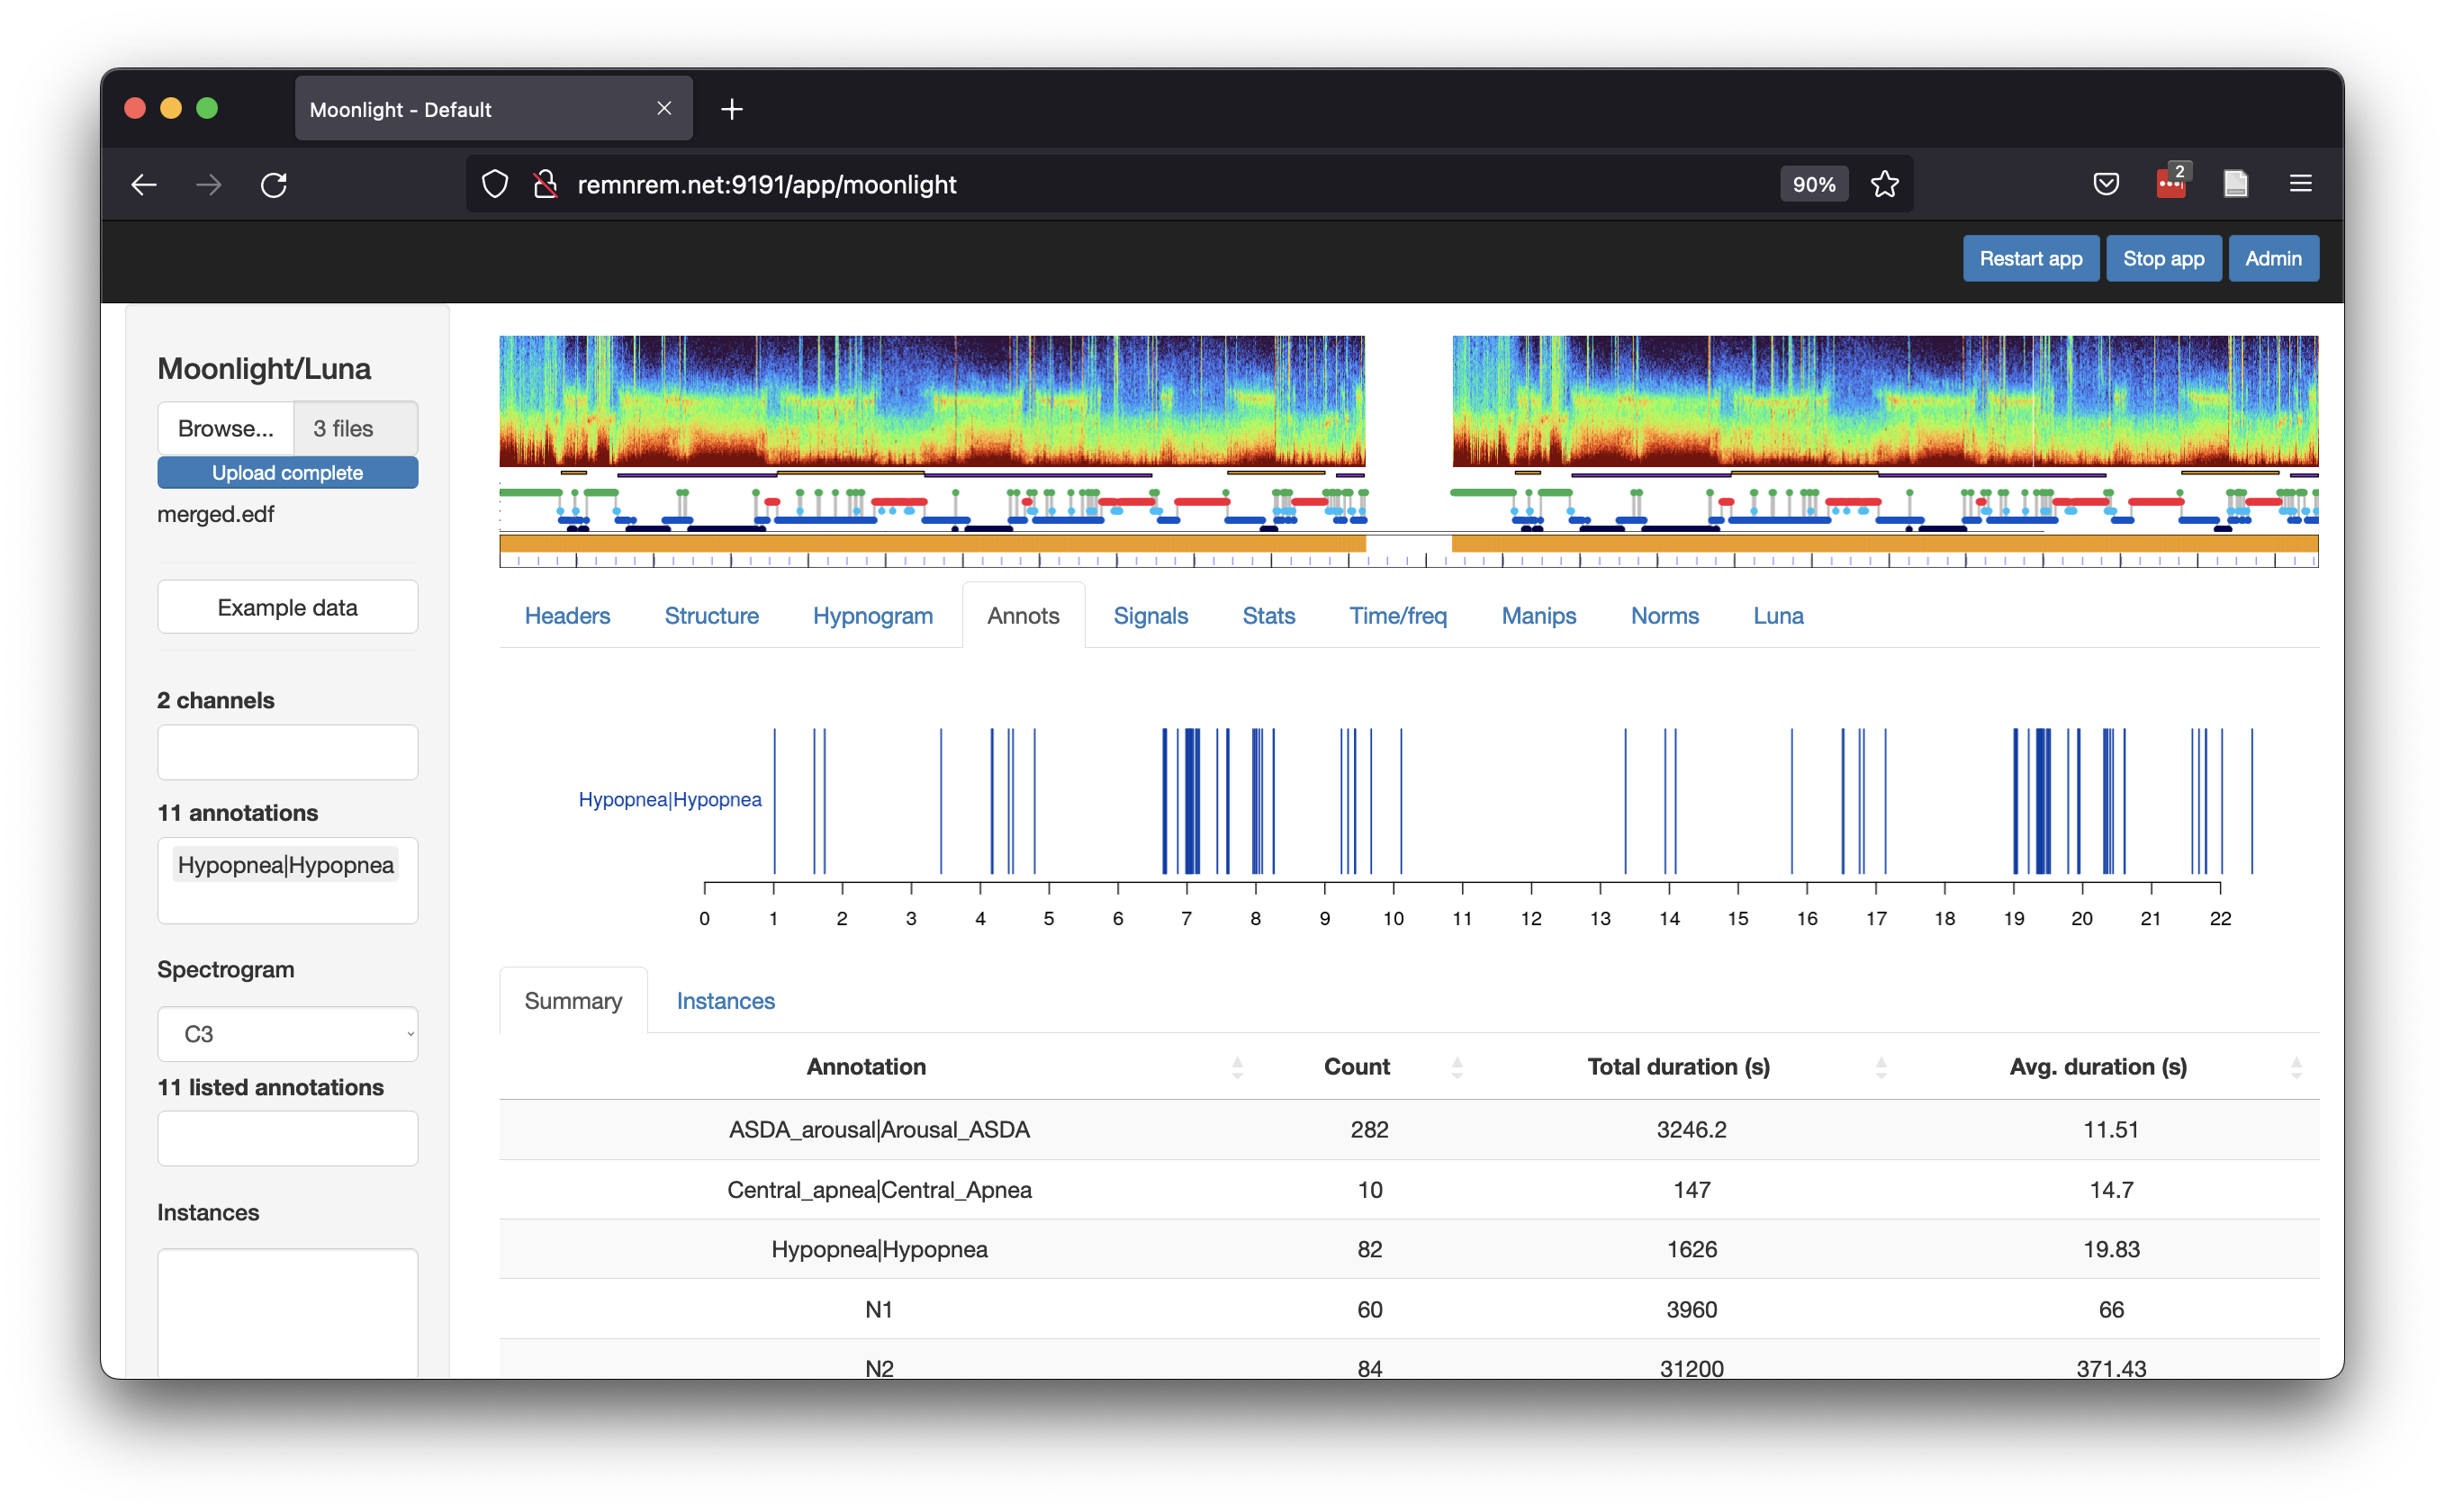 Moonlight - Default
remnrem.net:9191/app/moonlight
90%
2
Restart app
Stop app
Admin
Moonlight/Luna
Browse...
3 files
Upload complete
merged.edf
Example data
2 channels
11 annotations
Hypopnea|Hypopnea
Spectrogram
C3
11 listed annotations
Instances
Headers Structure Hypnogram Annots Signals Stats Time/freq Manips Norms Luna
Hypopnea|Hypopnea
0 1 2 3 4 5 6 7 8 9 10 11 12 13 14 15 16 17 18 19 20 21 22
Summary Instances
Annotation Count Total duration (s) Avg. duration (s)
ASDA_arousal|Arousal_ASDA 282 3246.2 11.51
Central_apnea|Central_Apnea 10 147 14.7
Hypopnea|Hypopnea 82 1626 19.83
N1 60 3960 66
N2 84 31200 371.43